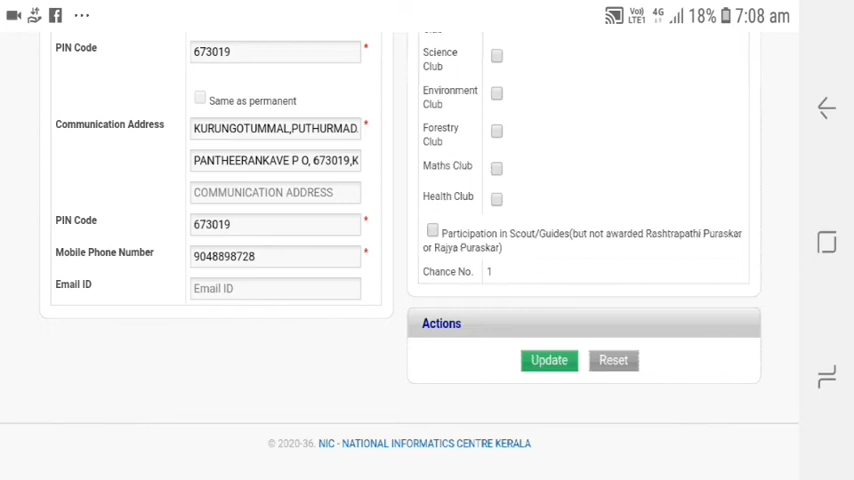 Voi)) 4G 18% 7:08 am
LTE1
PIN Code 673019 *
Same as permanent
Communication Address KURUNGOTUMMAL,PUTHURMAD. *
PANTHEERANKAVE P O, 673019,K
COMMUNICATION ADDRESS
PIN Code 673019 *
Mobile Phone Number 9048898728 *
Email ID Email ID
Science
Club
Environment
Club
Forestry
Club
Maths Club
Health Club
Participation in Scout/Guides(but not awarded Rashtrapathi Puraskar
or Rajya Puraskar)
Chance No. 1
Actions
Update Reset
© 2020-36. NIC - NATIONAL INFORMATICS CENTRE KERALA